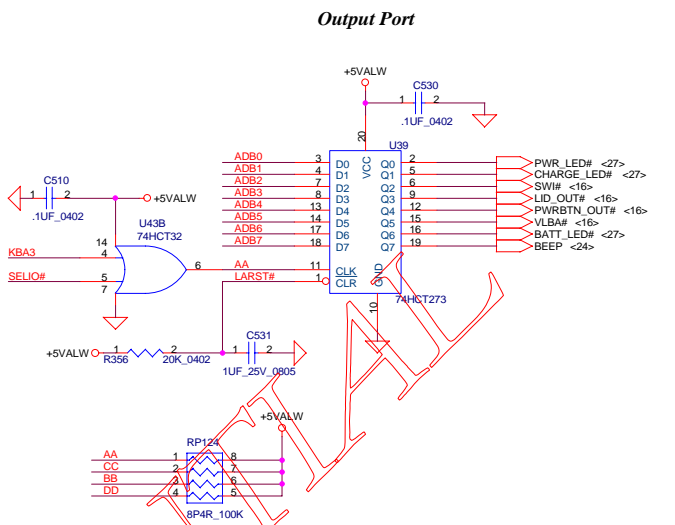 Output Port
+5VALW
C530
1 2
.1UF_0402
20
U39
VCC
ADB0 3 D0 Q0 2 PWR_LED# <27>
ADB1 4 D1 Q1 5 CHARGE_LED# <27>
ADB2 7 D2 Q2 6 SWI# <16>
ADB3 8 D3 Q3 9 LID_OUT# <16>
ADB4 13 D4 Q4 12 PWRBTN_OUT# <16>
ADB5 14 D5 Q5 15 VLBA# <16>
ADB6 17 D6 Q6 16 BATT_LED# <27>
ADB7 18 D7 Q7 19 BEEP <24>
C510
1 2
.1UF_0402
+5VALW
U43B
74HCT32
14
KBA3 4
6 AA 11 CLK
SELIO# 5
7
LARST# 1 CLR
GND
10
74HCT273
+5VALW 1 2
R356 20K_0402
C531
1 2
1UF_25V_0805
+5VALW
RP124
AA 1 8
CC 2 7
BB 3 6
DD 4 5
8P4R_100K
TIAL